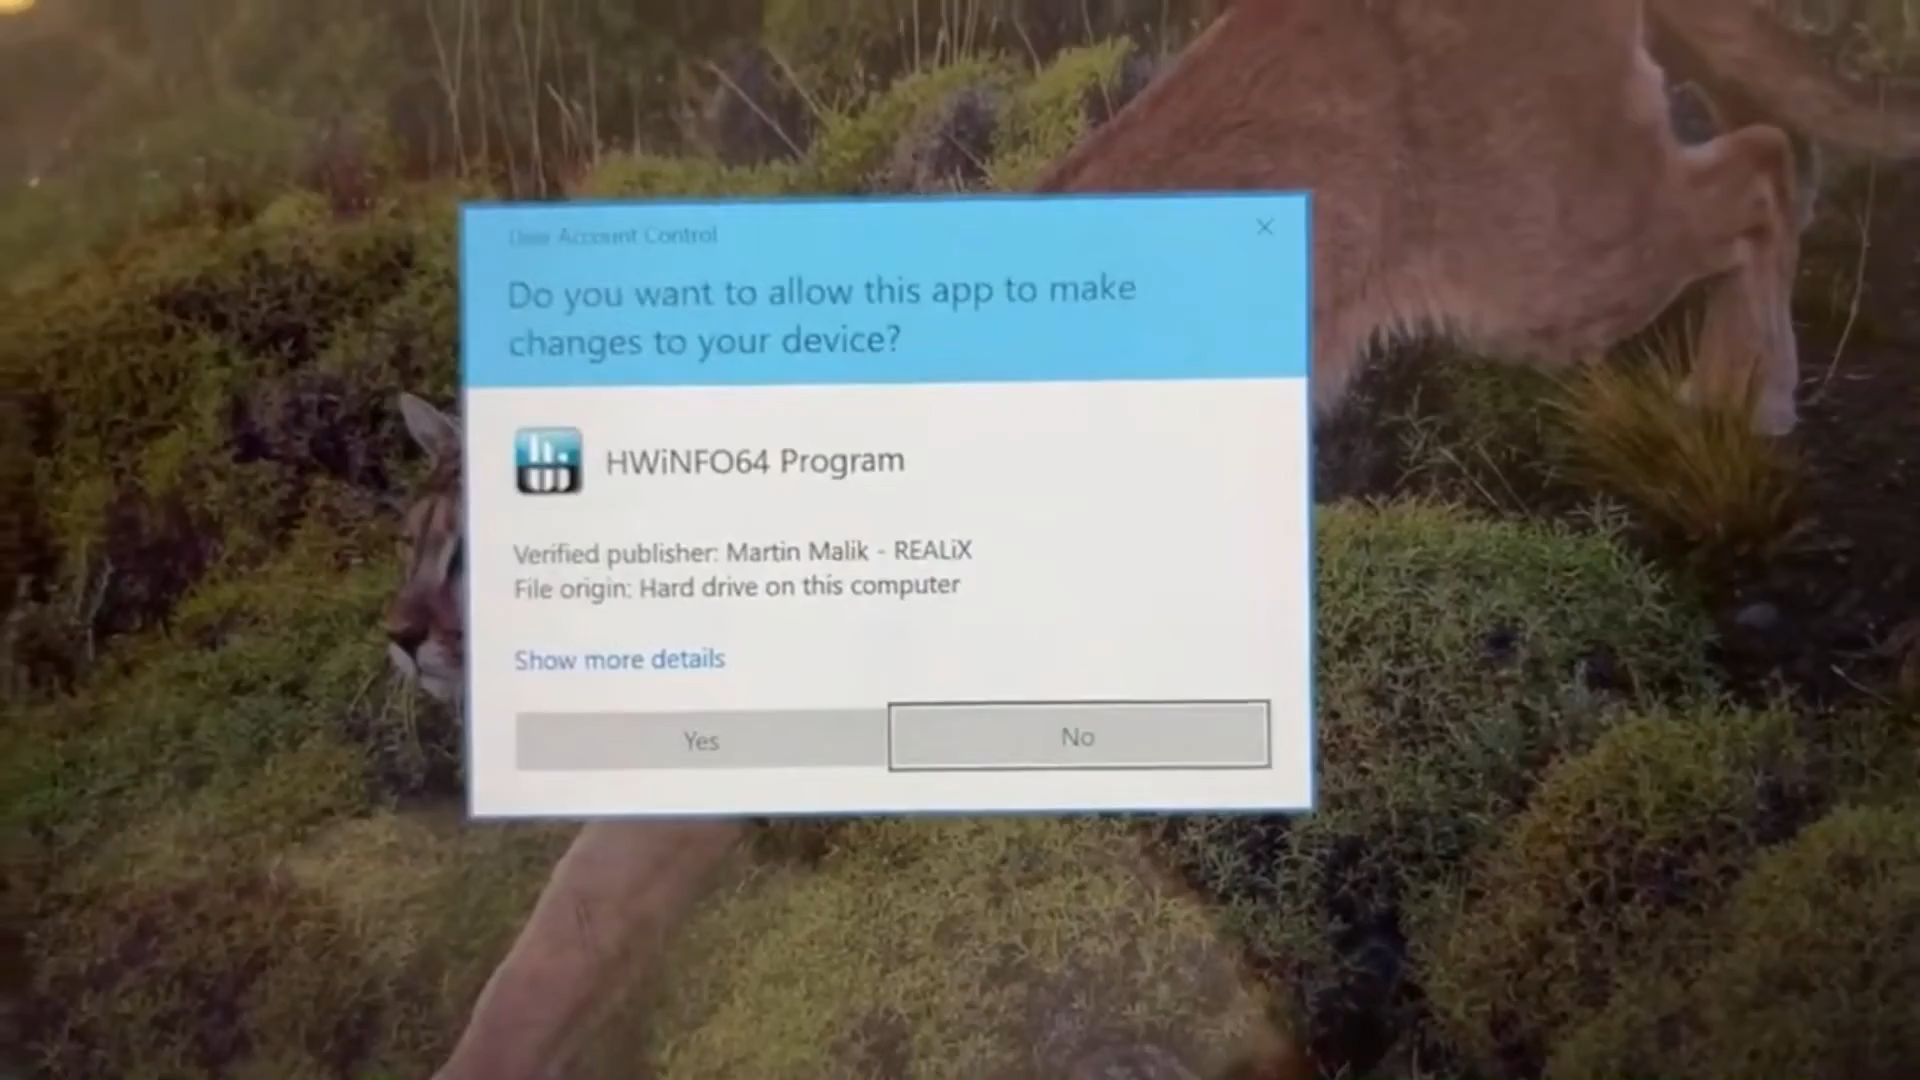 User Account Control
Do you want to allow this app to make
changes to your device?
HWiNFO64 Program
Verified publisher: Martin Malik - REALiX
File origin: Hard drive on this computer
Show more details
Yes
No